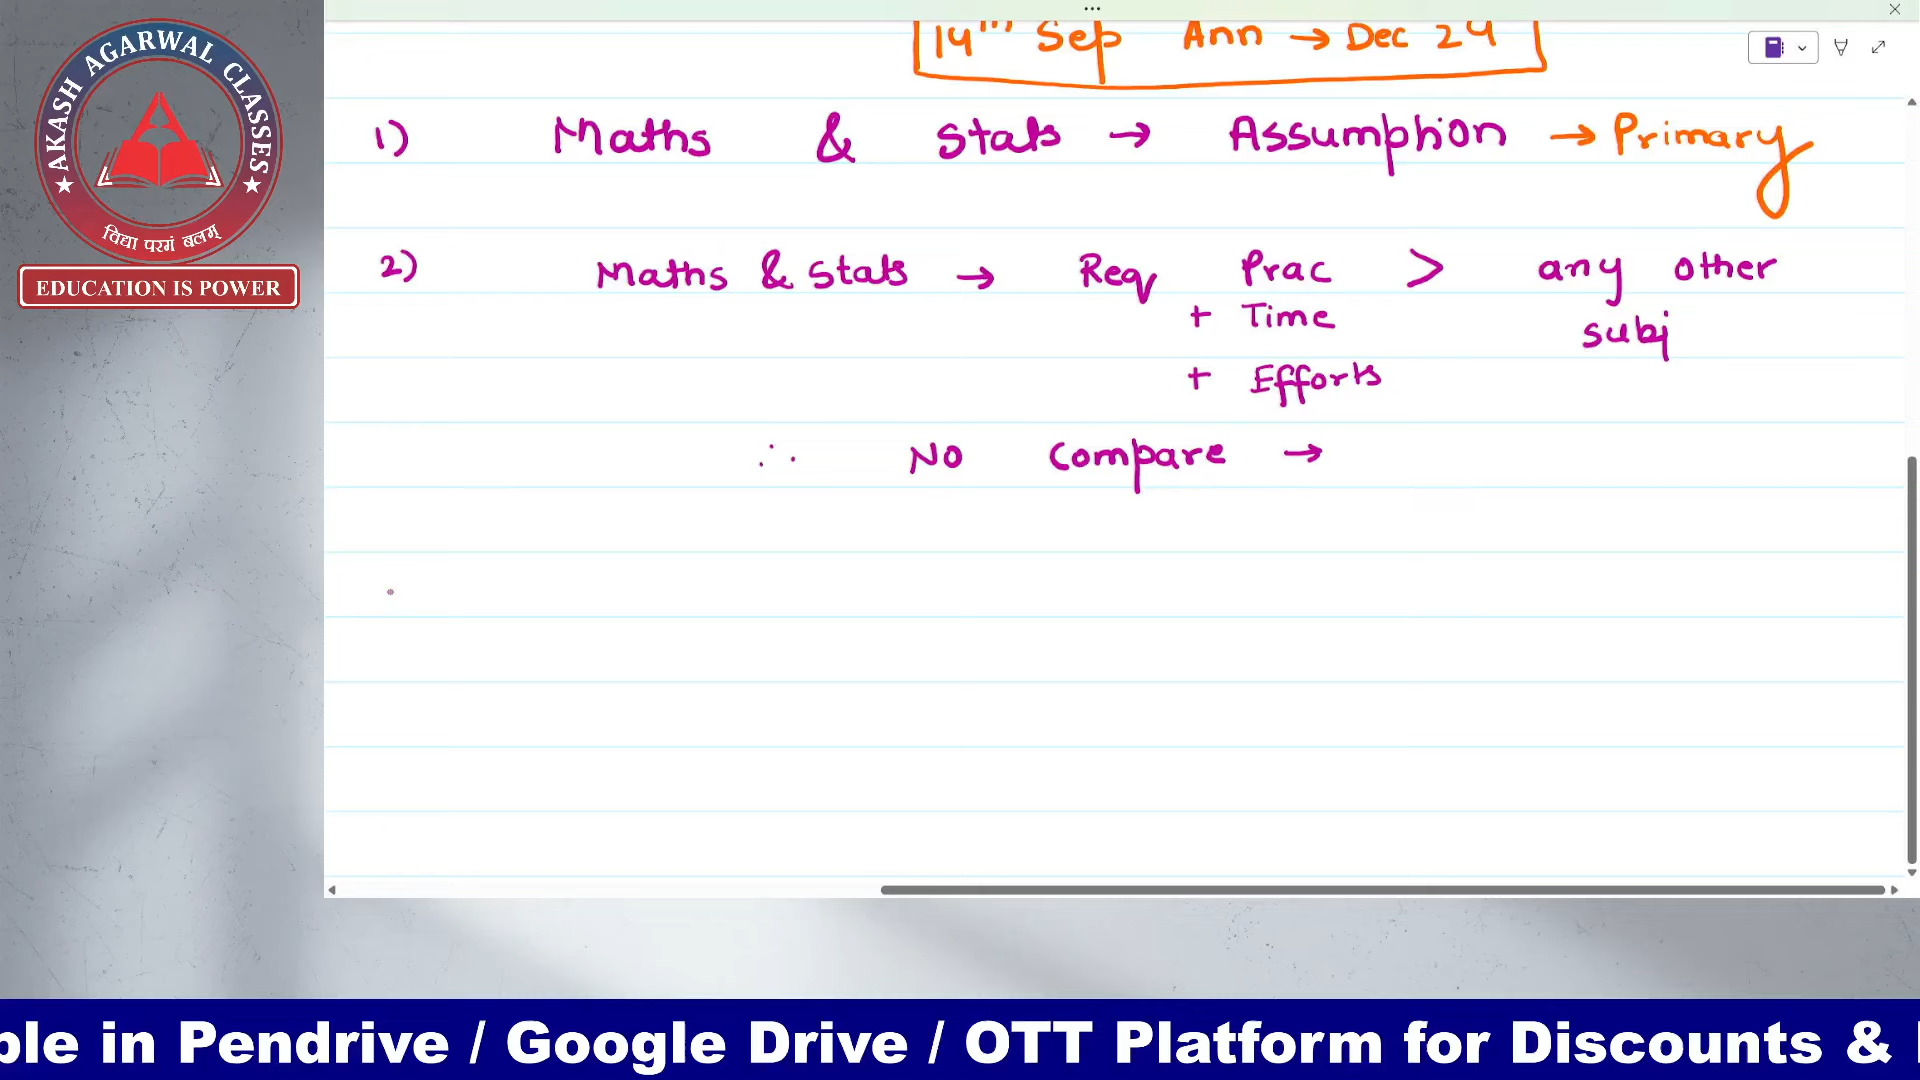 AKASH AGARWAL CLASSES
विद्या परमं बलम्
EDUCATION IS POWER
14th Sep Ann → Dec 24
1) Maths & Stats → Assumption → Primary
2) Maths & Stats → Req Prac > any other
+ Time subj
+ Efforts
∴ No Compare →
ble in Pendrive / Google Drive / OTT Platform for Discounts &